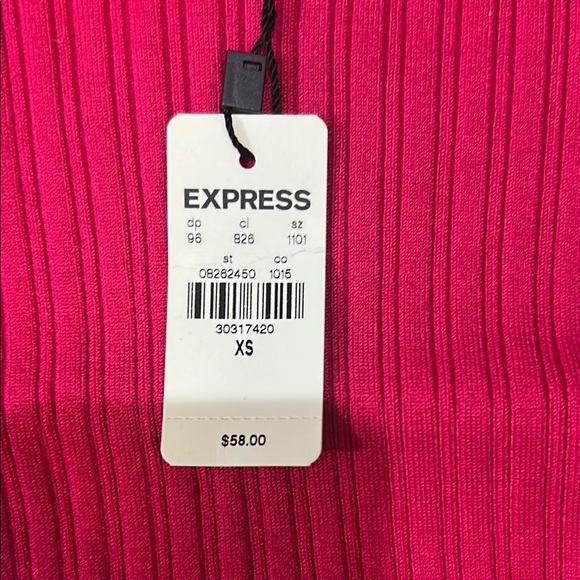 EXPRESS
dp cl sz
96 826 1101
st co
08262450 1015
30317420
XS
$58.00